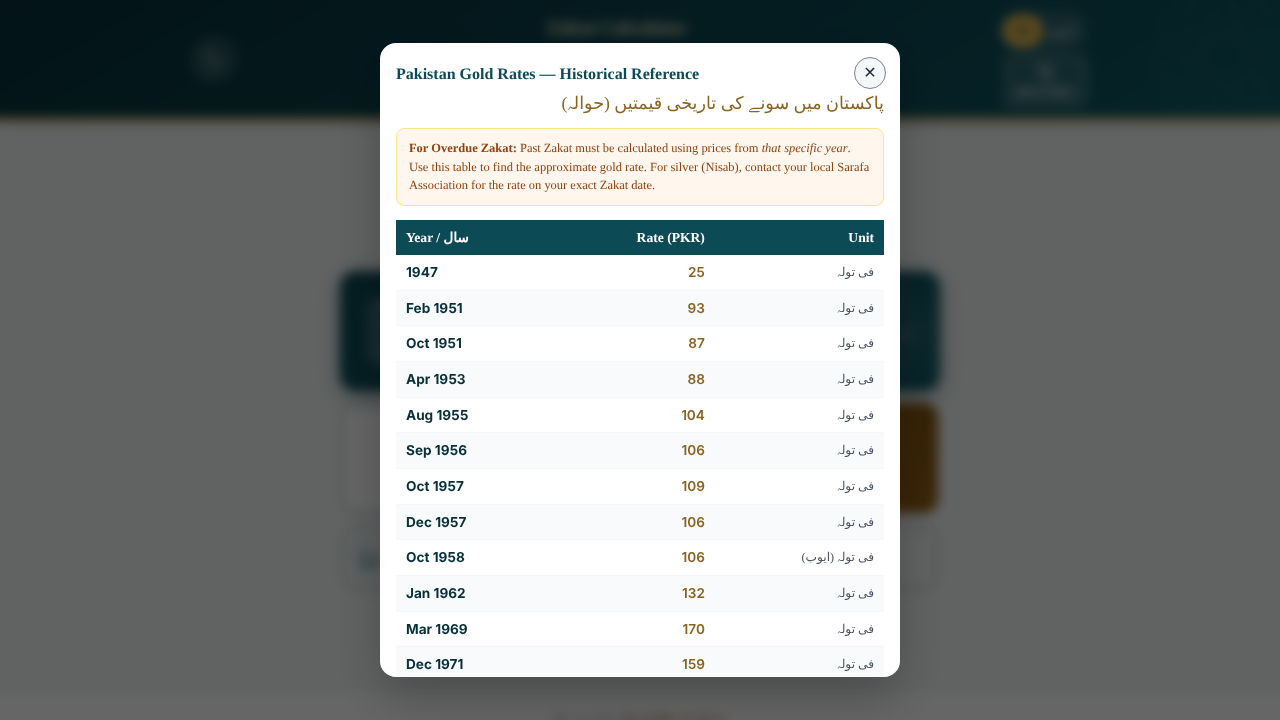 Pakistan Gold Rates — Historical Reference
✕
پاکستان میں سونے کی تاریخی قیمتیں (حوالہ)
For Overdue Zakat: Past Zakat must be calculated using prices from that specific year.
Use this table to find the approximate gold rate. For silver (Nisab), contact your local Sarafa
Association for the rate on your exact Zakat date.
Year / سال Rate (PKR) Unit
1947 25 فی تولہ
Feb 1951 93 فی تولہ
Oct 1951 87 فی تولہ
Apr 1953 88 فی تولہ
Aug 1955 104 فی تولہ
Sep 1956 106 فی تولہ
Oct 1957 109 فی تولہ
Dec 1957 106 فی تولہ
Oct 1958 106 فی تولہ (ایوب)
Jan 1962 132 فی تولہ
Mar 1969 170 فی تولہ
Dec 1971 159 فی تولہ